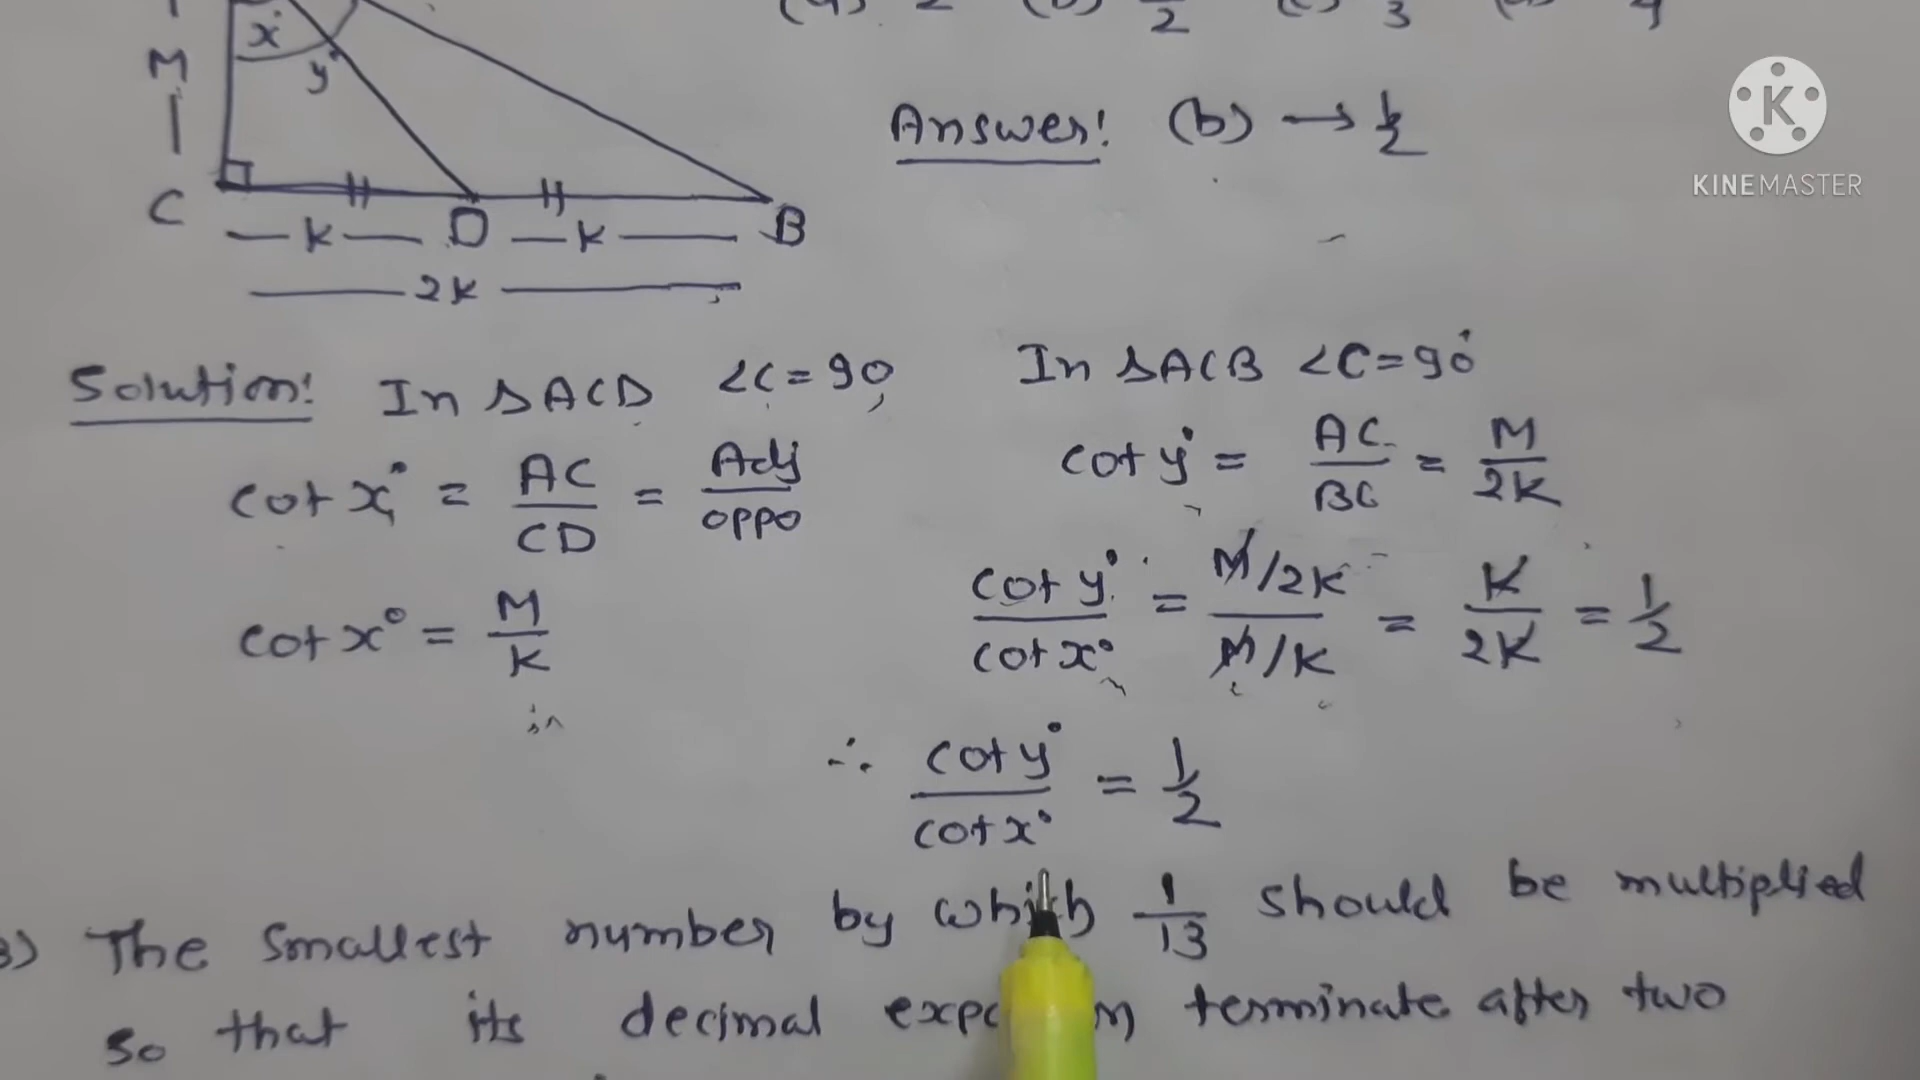 x°
M
y°
C
K
D
K
B
2K
2
3
Answer! (b) → 1/2
K
KINEMASTER
Solution! In ΔACD ∠C = 90°
cot x° = AC/CD = Adj/oppo
cot x° = M/K
In ΔACB ∠C = 90°
cot y° = AC/BC = M/2K
cot y°/cot x° = (M/2K)/(M/K) = K/2K = 1/2
∴ cot y°/cot x° = 1/2
The smallest number by which 1/13 should be multiplied
so that its decimal terminate after two